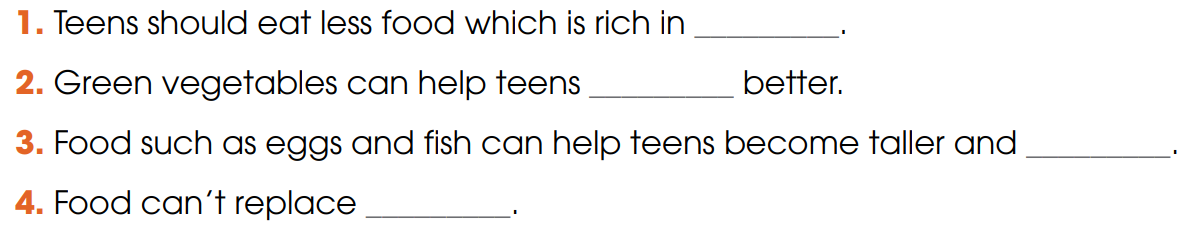 1. Teens should eat less food which is rich in _________.
2. Green vegetables can help teens _________ better.
3. Food such as eggs and fish can help teens become taller and _________.
4. Food can’t replace _________.